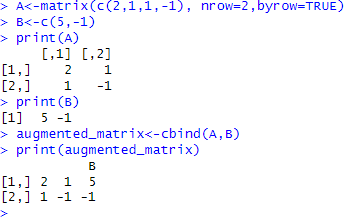 > A<-matrix(c(2,1,1,-1), nrow=2,byrow=TRUE)
> B<-c(5,-1)
> print(A)
     [,1] [,2]
[1,]    2    1
[2,]    1   -1
> print(B)
[1]  5 -1
> augmented_matrix<-cbind(A,B)
> print(augmented_matrix)
          B
[1,] 2  1  5
[2,] 1 -1 -1
>